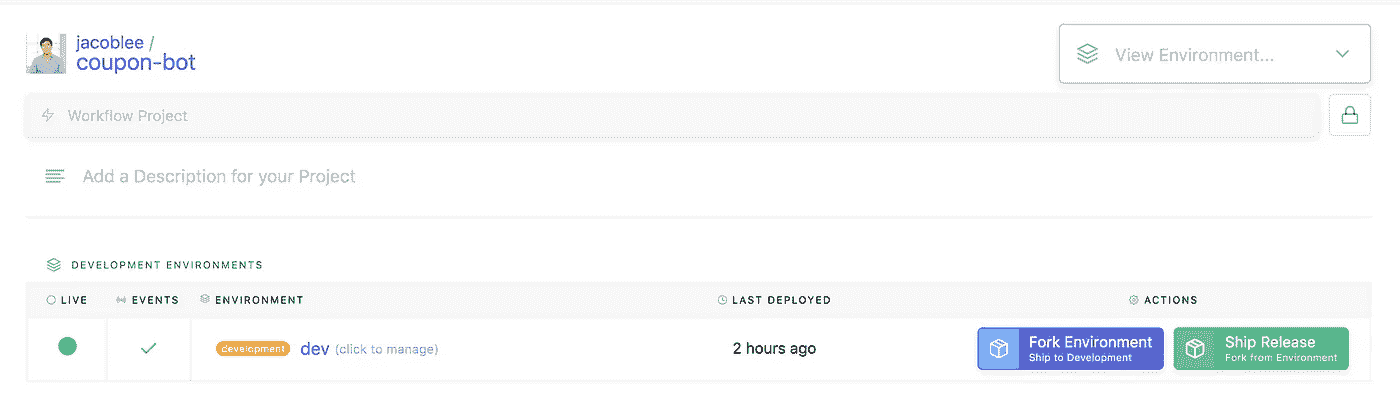 jacoblee /
coupon-bot
View Environment...
Workflow Project
Add a Description for your Project
DEVELOPMENT ENVIRONMENTS
LIVE EVENTS ENVIRONMENT LAST DEPLOYED ACTIONS
development dev (click to manage) 2 hours ago
Fork Environment
Ship to Development
Ship Release
Fork from Environment